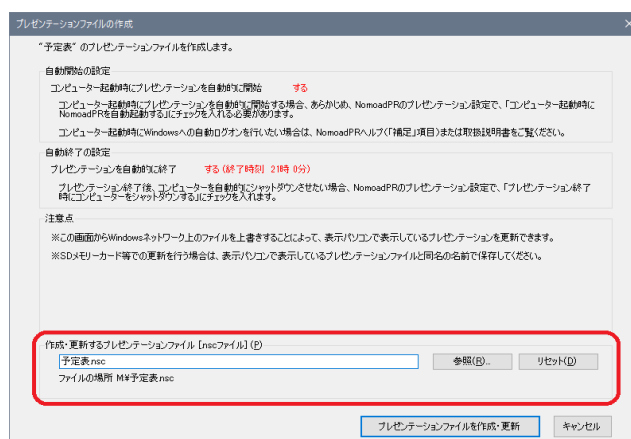 プレゼンテーションファイルの作成
"予定表" のプレゼンテーションファイルを作成します。
自動開始の設定
コンピューター起動時にプレゼンテーションを自動的に開始 する
コンピューター起動時にプレゼンテーションを自動的に開始する場合、あらかじめ、NomoadPRのプレゼンテーション設定で、「コンピューター起動時に
NomoadPRを自動起動する」にチェックを入れる必要があります。
コンピューター起動時にWindowsへの自動ログオンを行いたい場合は、NomoadPRヘルプ(「補足」項目)または取扱説明書をご覧ください。
自動終了の設定
プレゼンテーションを自動的に終了 する (終了時刻 21時 0分)
プレゼンテーション終了後、コンピューターを自動的にシャットダウンさせたい場合、NomoadPRのプレゼンテーション設定で、「プレゼンテーション終了
時にコンピューターをシャットダウンする」にチェックを入れます。
注意点
※この画面からWindowsネットワーク上のファイルを上書きすることによって、表示パソコンで表示しているプレゼンテーションを更新できます。
※SDメモリーカード等での更新を行う場合は、表示パソコンで表示しているプレゼンテーションファイルと同名の名前で保存してください。
作成・更新するプレゼンテーションファイル [nscファイル] (P)
予定表.nsc 参照(R)... リセット(D)
ファイルの場所 M¥予定表.nsc
プレゼンテーションファイルを作成・更新 キャンセル